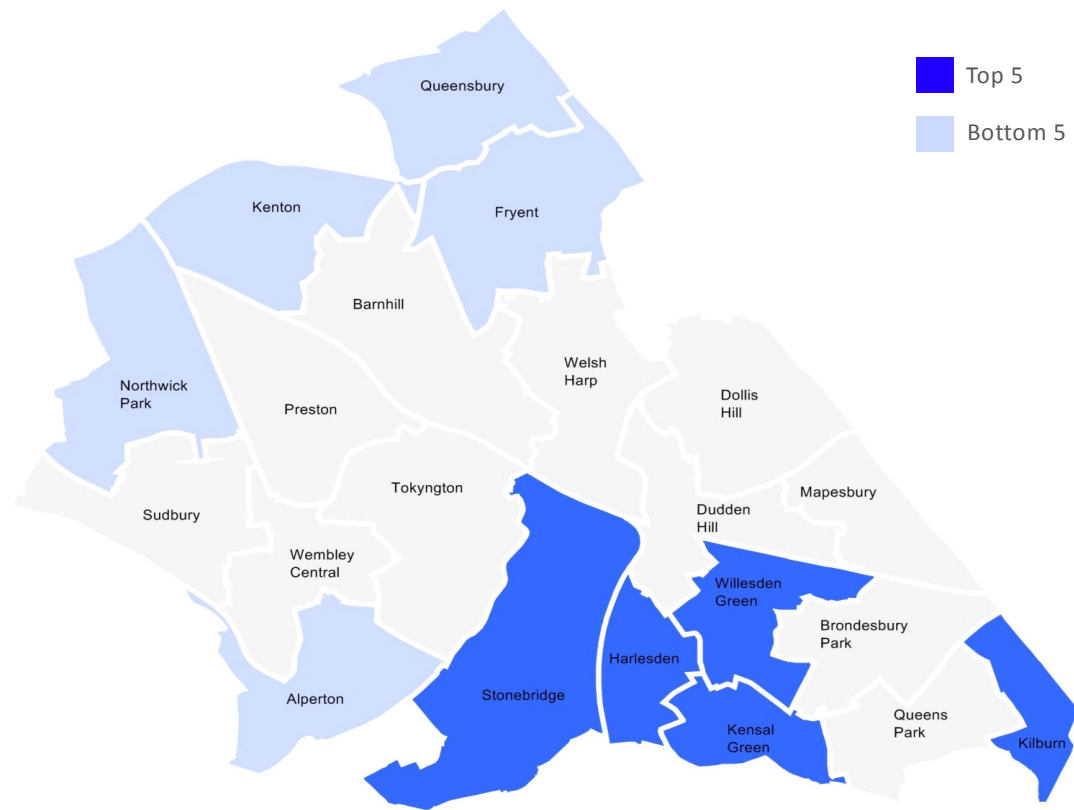 Top 5
Bottom 5
Queensbury
Kenton
Fryent
Barnhill
Welsh
Harp
Northwick
Park
Preston
Dollis
Hill
Tokyngton
Mapesbury
Sudbury
Dudden
Hill
Wembley
Central
Willesden
Green
Brondesbury
Park
Harlesden
Alperton
Stonebridge
Queens
Park
Kensal
Green
Kilburn